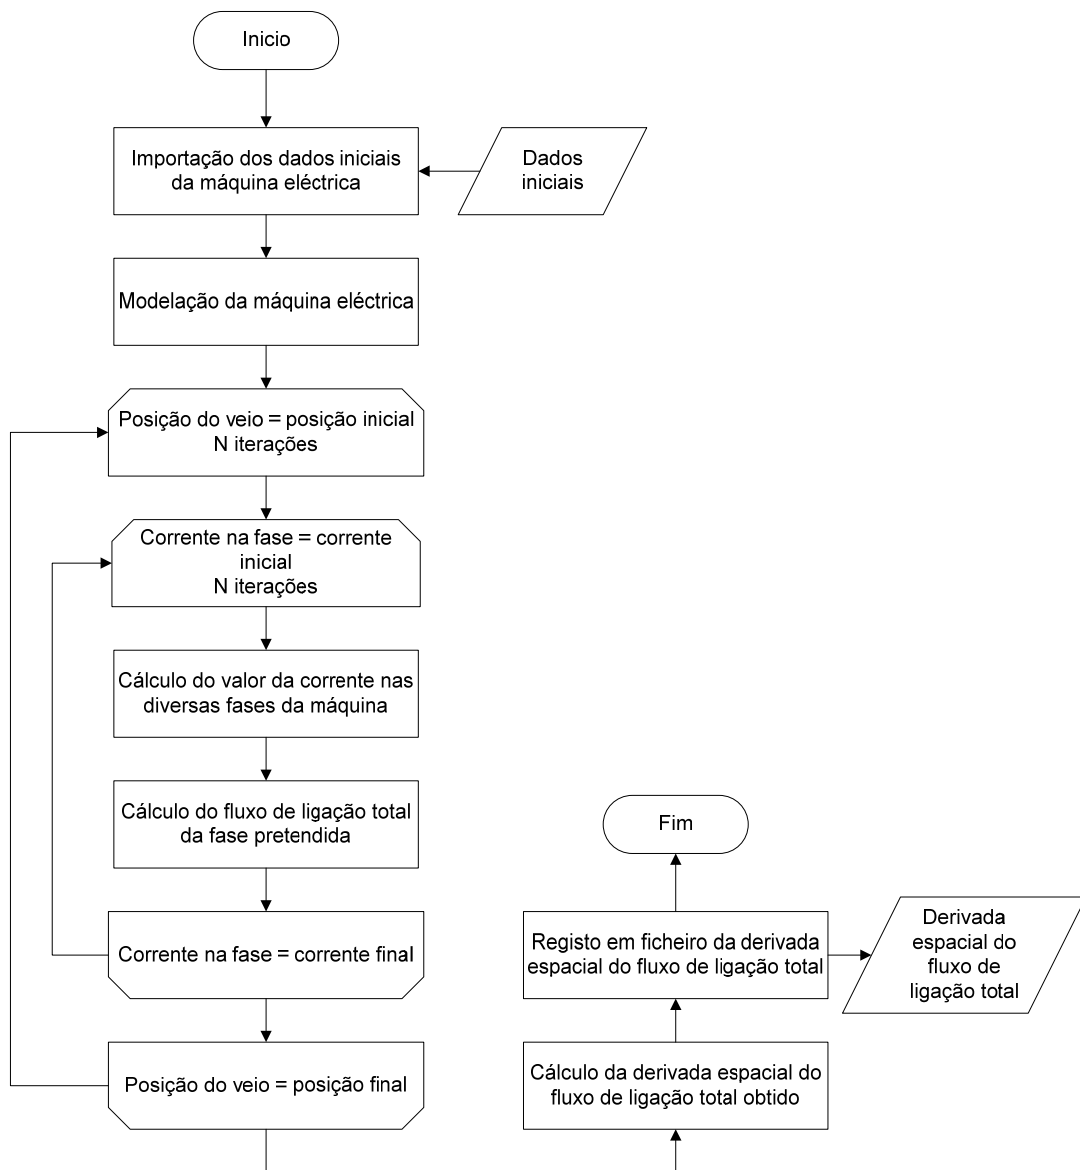 Inicio
Importação dos dados iniciais
da máquina eléctrica
Dados
iniciais
Modelação da máquina eléctrica
Posição do veio = posição inicial
N iterações
Corrente na fase = corrente
inicial
N iterações
Cálculo do valor da corrente nas
diversas fases da máquina
Cálculo do fluxo de ligação total
da fase pretendida
Corrente na fase = corrente final
Posição do veio = posição final
Fim
Registo em ficheiro da derivada
espacial do fluxo de ligação total
Derivada
espacial do
fluxo de
ligação total
Cálculo da derivada espacial do
fluxo de ligação total obtido